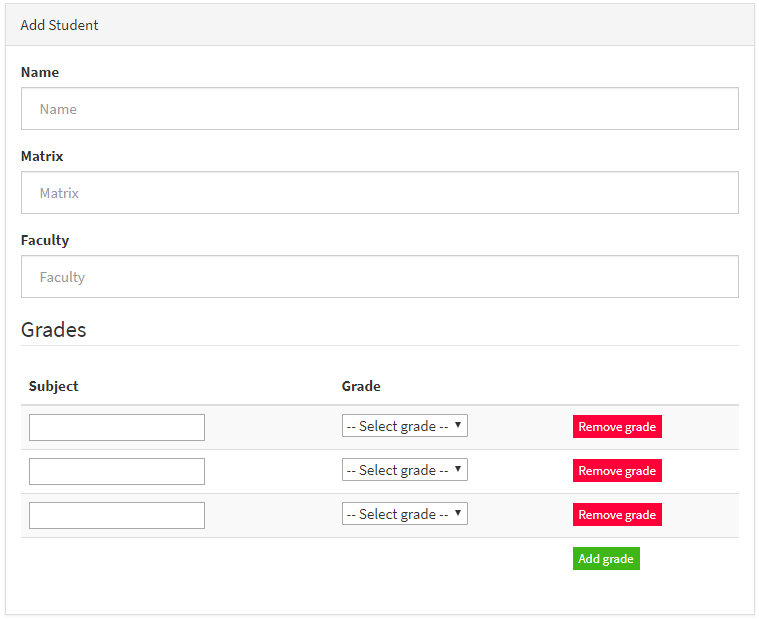 Add Student
Name
Name
Matrix
Matrix
Faculty
Faculty
Grades
Subject Grade
-- Select grade -- Remove grade
-- Select grade -- Remove grade
-- Select grade -- Remove grade
Add grade